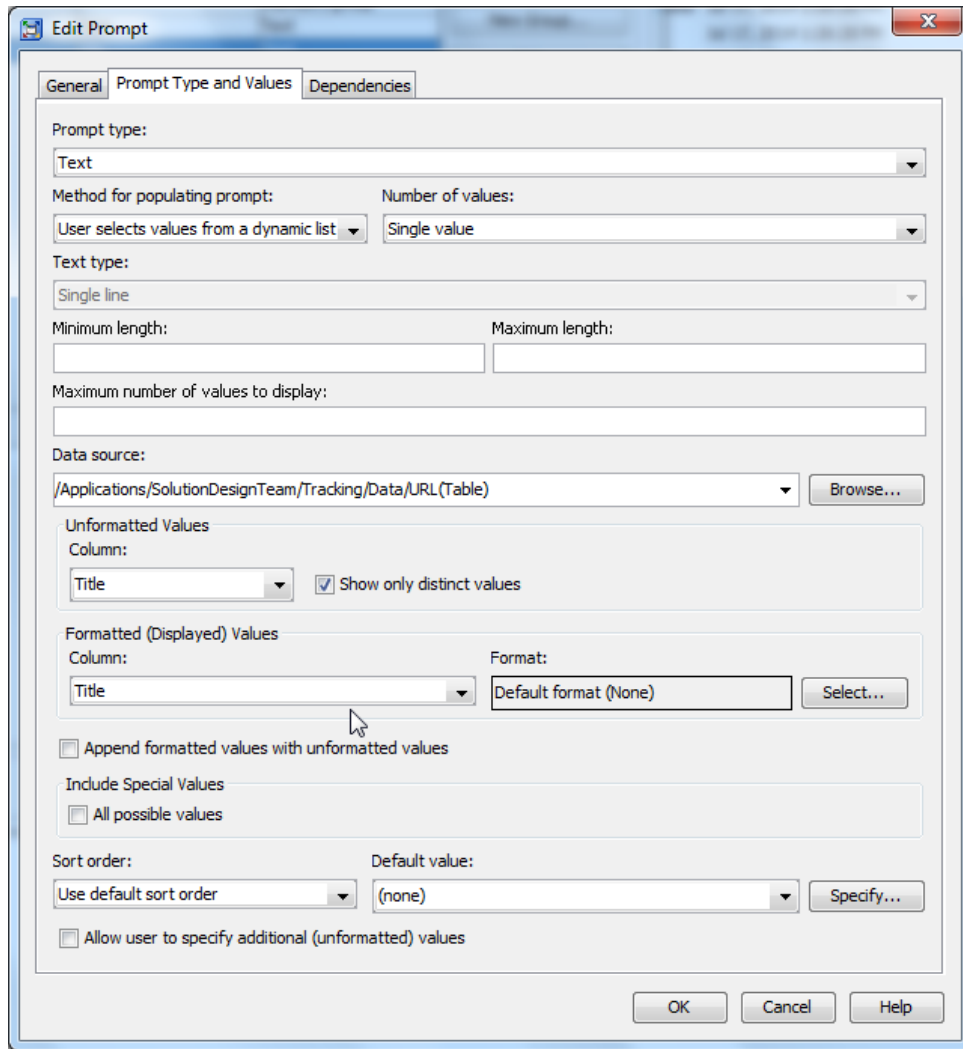 Edit Prompt
General Prompt Type and Values Dependencies
Prompt type:
Text
Method for populating prompt: Number of values:
User selects values from a dynamic list Single value
Text type:
Single line
Minimum length: Maximum length:
Maximum number of values to display:
Data source:
/Applications/SolutionDesignTeam/Tracking/Data/URL(Table) Browse...
Unformatted Values
Column:
Title Show only distinct values
Formatted (Displayed) Values
Column: Format:
Title Default format (None) Select...
Append formatted values with unformatted values
Include Special Values
All possible values
Sort order: Default value:
Use default sort order (none) Specify...
Allow user to specify additional (unformatted) values
OK Cancel Help